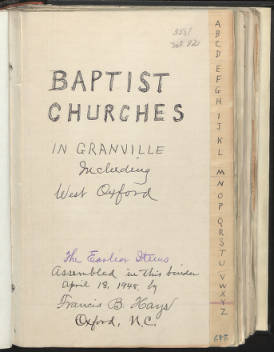 BAPTIST
CHURCHES
IN GRANVILLE
Including
West Oxford
The Earlier Items
Assembled in this binder
April 18, 1948 by
Francis B. Hays
Oxford, N.C.
A
B
C
D
E
F
G
H
I
J
K
L
M
N
O
P
Q
R
S
T
U
V
W
X
Y
Z